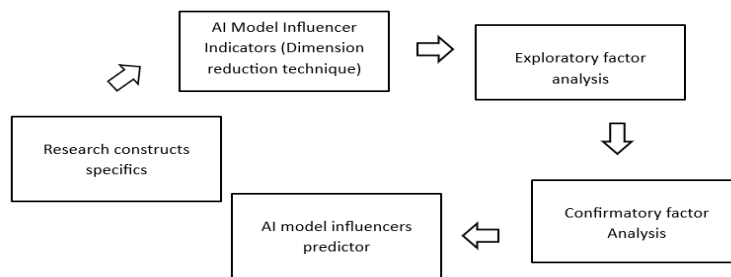 AI Model Influencer
Indicators (Dimension
reduction technique)
Exploratory factor
analysis
Research constructs
specifics
Confirmatory factor
Analysis
AI model influencers
predictor